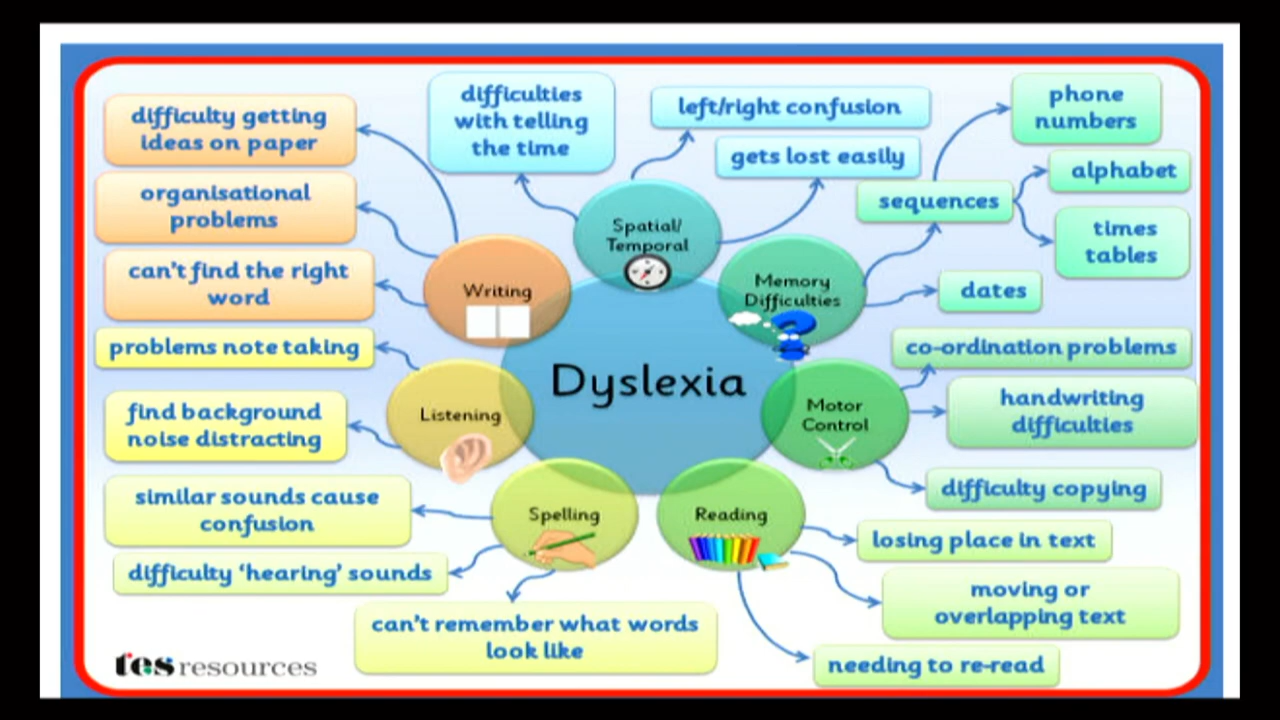 Dyslexia
Spatial/
Temporal
difficulties
with telling
the time
left/right confusion
gets lost easily
Memory
Difficulties
sequences
phone
numbers
alphabet
times
tables
dates
Motor
Control
co-ordination problems
handwriting
difficulties
difficulty copying
Reading
losing place in text
moving or
overlapping text
needing to re-read
Spelling
similar sounds cause
confusion
difficulty ‘hearing’ sounds
can't remember what words
look like
Listening
problems note taking
find background
noise distracting
Writing
difficulty getting
ideas on paper
organisational
problems
can't find the right
word
tes resources